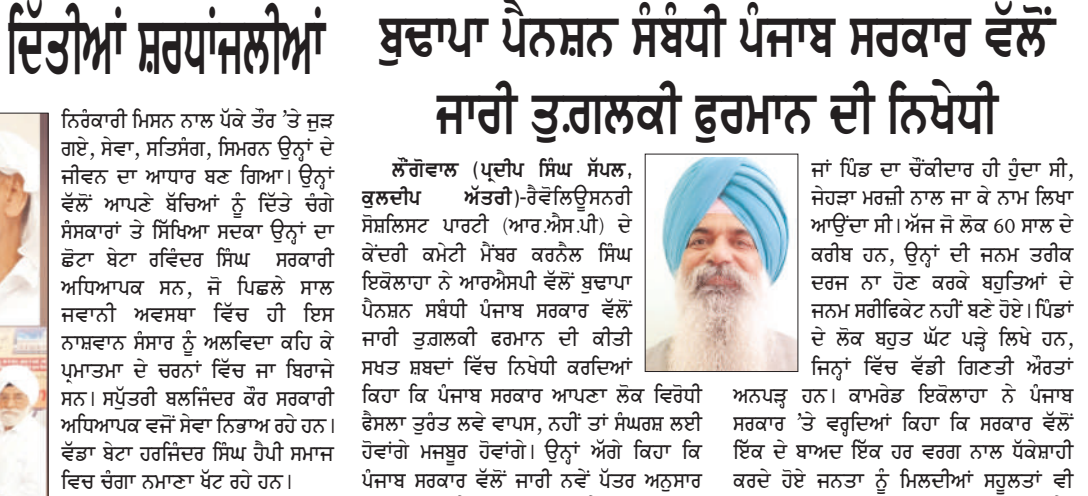 ਦਿੱਤੀਆਂ ਸ਼ਰਧਾਂਜਲੀਆਂ
ਨਿਰੰਕਾਰੀ ਮਿਸਨ ਨਾਲ ਪੱਕੇ ਤੌਰ ’ਤੇ ਜੁੜ
ਗਏ, ਸੇਵਾ, ਸਤਿਸੰਗ, ਸਿਮਰਨ ਉਨ੍ਹਾਂ ਦੇ
ਜੀਵਨ ਦਾ ਆਧਾਰ ਬਣ ਗਿਆ। ਉਨ੍ਹਾਂ
ਵੱਲੋਂ ਆਪਣੇ ਬੱਚਿਆਂ ਨੂੰ ਦਿੱਤੇ ਚੰਗੇ
ਸੰਸਕਾਰਾਂ ਤੇ ਸਿੱਖਿਆ ਸਦਕਾ ਉਨ੍ਹਾਂ ਦਾ
ਛੋਟਾ ਬੇਟਾ ਰਵਿੰਦਰ ਸਿੰਘ ਸਰਕਾਰੀ
ਅਧਿਆਪਕ ਸਨ, ਜੋ ਪਿਛਲੇ ਸਾਲ
ਜਵਾਨੀ ਅਵਸਥਾ ਵਿੱਚ ਹੀ ਇਸ
ਨਾਸ਼ਵਾਨ ਸੰਸਾਰ ਨੂੰ ਅਲਵਿਦਾ ਕਹਿ ਕੇ
ਪ੍ਰਮਾਤਮਾ ਦੇ ਚਰਨਾਂ ਵਿੱਚ ਜਾ ਬਿਰਾਜੇ
ਸਨ। ਸਪੁੱਤਰੀ ਬਲਜਿੰਦਰ ਕੌਰ ਸਰਕਾਰੀ
ਅਧਿਆਪਕ ਵਜੋਂ ਸੇਵਾ ਨਿਭਾਅ ਰਹੇ ਹਨ।
ਵੱਡਾ ਬੇਟਾ ਹਰਜਿੰਦਰ ਸਿੰਘ ਹੈਪੀ ਸਮਾਜ
ਵਿਚ ਚੰਗਾ ਨਮਾਣਾ ਖੱਟ ਰਹੇ ਹਨ।
ਬੁਢਾਪਾ ਪੈਨਸ਼ਨ ਸੰਬੰਧੀ ਪੰਜਾਬ ਸਰਕਾਰ ਵੱਲੋਂ
ਜਾਰੀ ਤੁਗ਼ਲਕੀ ਫੁਰਮਾਨ ਦੀ ਨਿਖੇਧੀ
ਲੌਂਗੋਵਾਲ (ਪ੍ਰਦੀਪ ਸਿੰਘ ਸੱਪਲ,
ਕੁਲਦੀਪ ਅੱਤਰੀ)-ਰੈਵੋਲਿਊਸਨਰੀ
ਸੋਸ਼ਲਿਸਟ ਪਾਰਟੀ (ਆਰ.ਐਸ.ਪੀ) ਦੇ
ਕੇਂਦਰੀ ਕਮੇਟੀ ਮੈਂਬਰ ਕਰਨੈਲ ਸਿੰਘ
ਇਕੋਲਾਹਾ ਨੇ ਆਰਐਸਪੀ ਵੱਲੋਂ ਬੁਢਾਪਾ
ਪੈਨਸ਼ਨ ਸਬੰਧੀ ਪੰਜਾਬ ਸਰਕਾਰ ਵੱਲੋਂ
ਜਾਰੀ ਤੁਗ਼ਲਕੀ ਫਰਮਾਨ ਦੀ ਕੀਤੀ
ਸਖਤ ਸ਼ਬਦਾਂ ਵਿੱਚ ਨਿਖੇਧੀ ਕਰਦਿਆਂ
ਕਿਹਾ ਕਿ ਪੰਜਾਬ ਸਰਕਾਰ ਆਪਣਾ ਲੋਕ ਵਿਰੋਧੀ
ਫੈਸਲਾ ਤੁਰੰਤ ਲਵੇ ਵਾਪਸ, ਨਹੀਂ ਤਾਂ ਸੰਘਰਸ਼ ਲਈ
ਹੋਵਾਂਗੇ ਮਜਬੂਰ ਹੋਵਾਂਗੇ। ਉਨ੍ਹਾਂ ਅੱਗੇ ਕਿਹਾ ਕਿ
ਪੰਜਾਬ ਸਰਕਾਰ ਵੱਲੋਂ ਜਾਰੀ ਨਵੇਂ ਪੱਤਰ ਅਨੁਸਾਰ
ਜਾਂ ਪਿੰਡ ਦਾ ਚੌਂਕੀਦਾਰ ਹੀ ਹੁੰਦਾ ਸੀ,
ਜੇਹੜਾ ਮਰਜ਼ੀ ਨਾਲ ਜਾ ਕੇ ਨਾਮ ਲਿਖਾ
ਆਉਂਦਾ ਸੀ। ਅੱਜ ਜੋ ਲੋਕ 60 ਸਾਲ ਦੇ
ਕਰੀਬ ਹਨ, ਉਨ੍ਹਾਂ ਦੀ ਜਨਮ ਤਰੀਕ
ਦਰਜ ਨਾ ਹੋਣ ਕਰਕੇ ਬਹੁਤਿਆਂ ਦੇ
ਜਨਮ ਸਰੀਫਿਕੇਟ ਨਹੀਂ ਬਣੇ ਹੋਏ। ਪਿੰਡਾਂ
ਦੇ ਲੋਕ ਬਹੁਤ ਘੱਟ ਪੜ੍ਹੇ ਲਿਖੇ ਹਨ,
ਜਿਨ੍ਹਾਂ ਵਿੱਚ ਵੱਡੀ ਗਿਣਤੀ ਔਰਤਾਂ
ਅਨਪੜ੍ਹ ਹਨ। ਕਾਮਰੇਡ ਇਕੋਲਾਹਾ ਨੇ ਪੰਜਾਬ
ਸਰਕਾਰ ’ਤੇ ਵਰ੍ਹਦਿਆਂ ਕਿਹਾ ਕਿ ਸਰਕਾਰ ਵੱਲੋਂ
ਇੱਕ ਦੇ ਬਾਅਦ ਇੱਕ ਹਰ ਵਰਗ ਨਾਲ ਧੱਕੇਸ਼ਾਹੀ
ਕਰਦੇ ਹੋਏ ਜਨਤਾ ਨੂੰ ਮਿਲਦੀਆਂ ਸਹੂਲਤਾਂ ਵੀ